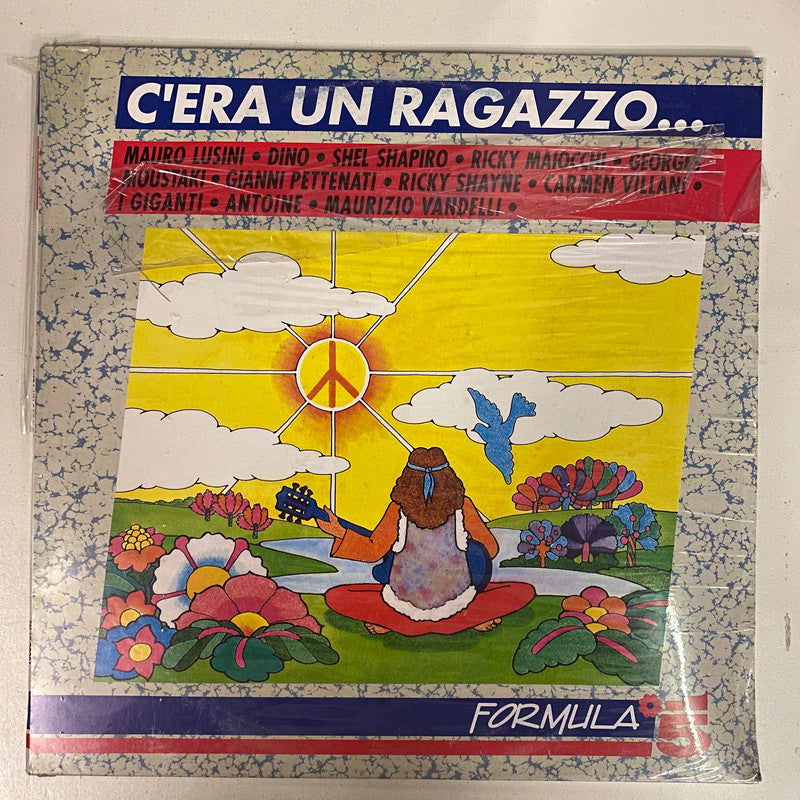 C'ERA UN RAGAZZO...
MAURO LUSINI • DINO • SHEL SHAPIRO • RICKY MAIOCCHI • GEORGES
MOUSTAKI • GIANNI PETTENATI • RICKY SHAYNE • CARMEN VILLANI •
I GIGANTI • ANTOINE • MAURIZIO VANDELLI •
FORMULA 5